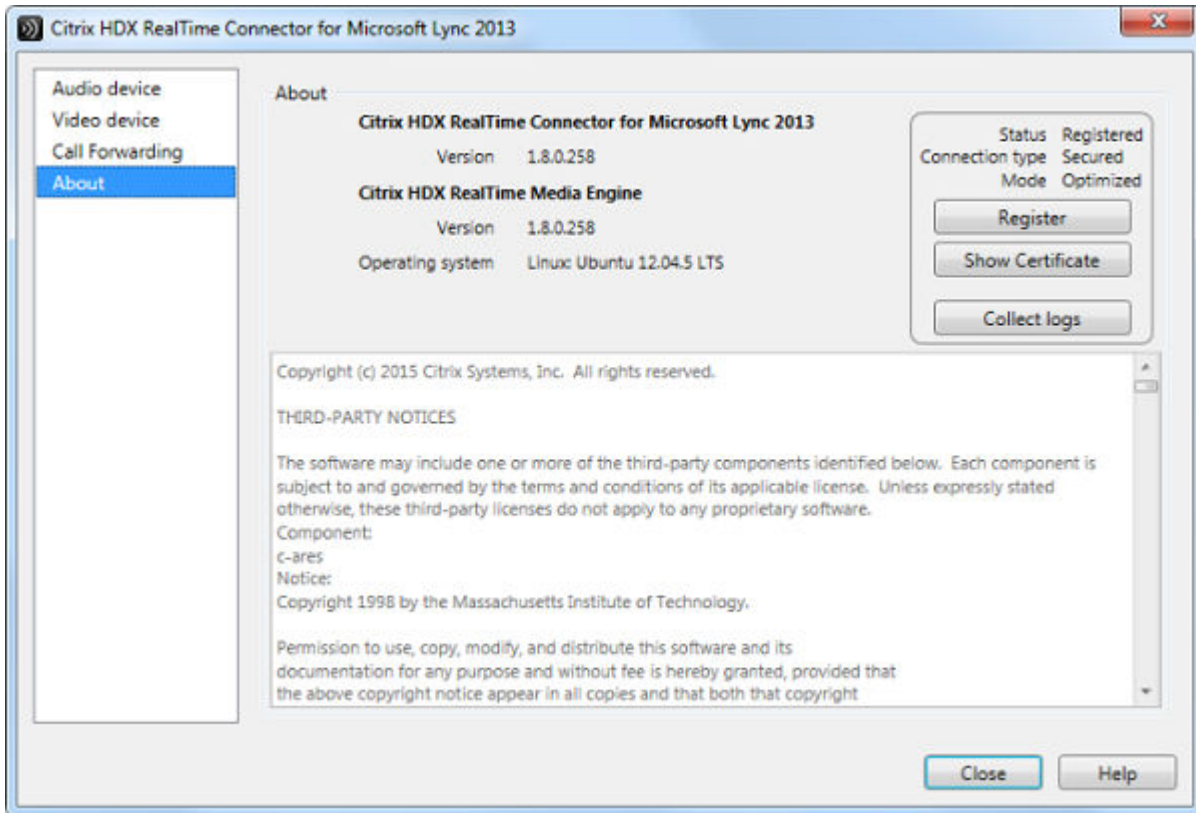 Citrix HDX RealTime Connector for Microsoft Lync 2013
Audio device
Video device
Call Forwarding
About
About
Citrix HDX RealTime Connector for Microsoft Lync 2013
Version 1.8.0.258
Citrix HDX RealTime Media Engine
Version 1.8.0.258
Operating system Linux: Ubuntu 12.04.5 LTS
Status Registered
Connection type Secured
Mode Optimized
Register
Show Certificate
Collect logs
Copyright (c) 2015 Citrix Systems, Inc. All rights reserved.
THIRD-PARTY NOTICES
The software may include one or more of the third-party components identified below. Each component is
subject to and governed by the terms and conditions of its applicable license. Unless expressly stated
otherwise, these third-party licenses do not apply to any proprietary software.
Component:
c-ares
Notice:
Copyright 1998 by the Massachusetts Institute of Technology.
Permission to use, copy, modify, and distribute this software and its
documentation for any purpose and without fee is hereby granted, provided that
the above copyright notice appear in all copies and that both that copyright
Close
Help